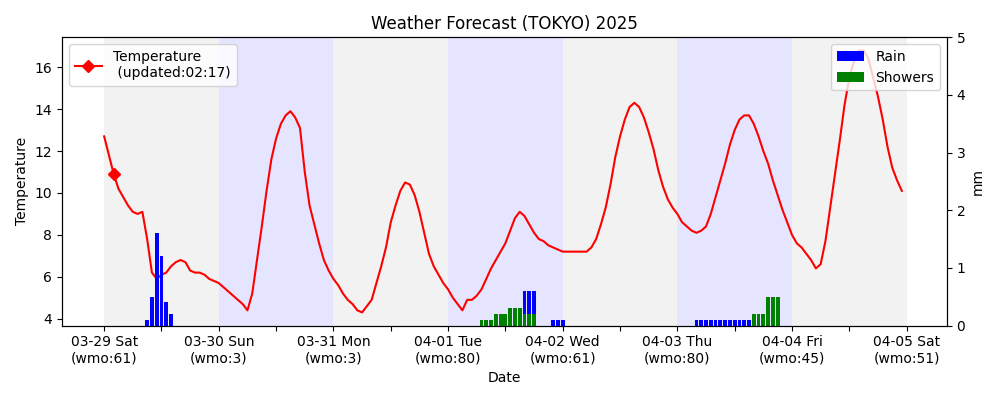 Weather Forecast (TOKYO) 2025
Temperature
(updated:02:17)
Rain
Showers
Temperature
16
14
12
10
8
6
4
5
4
3
2
1
0
mm
03-29 Sat
(wmo:61)
03-30 Sun
(wmo:3)
03-31 Mon
(wmo:3)
04-01 Tue
(wmo:80)
04-02 Wed
(wmo:61)
04-03 Thu
(wmo:80)
04-04 Fri
(wmo:45)
04-05 Sat
(wmo:51)
Date